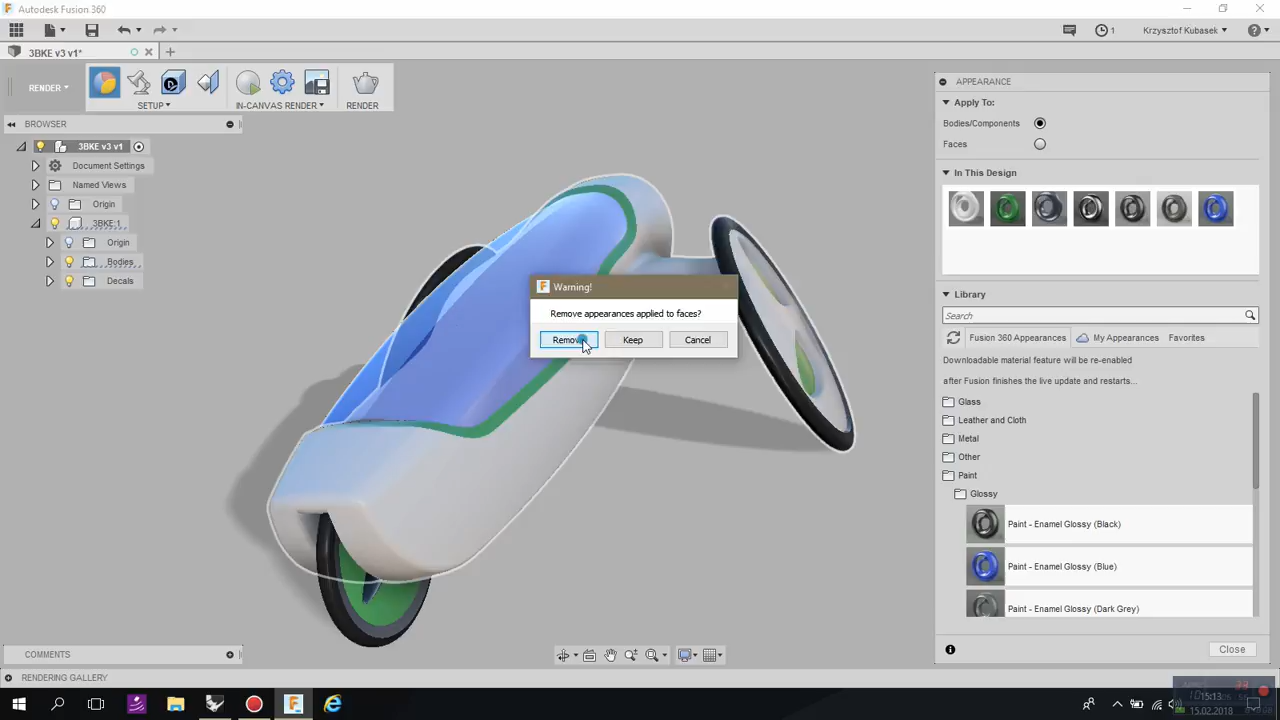 Autodesk Fusion 360
1
Krzysztof Kubasek
3BKE v3 v1*
RENDER
SETUP
IN-CANVAS RENDER
RENDER
BROWSER
3BKE v3 v1
Document Settings
Named Views
Origin
3BKE:1
Origin
Bodies
Decals
Warning!
Remove appearances applied to faces?
Remove
Keep
Cancel
APPEARANCE
Apply To:
Bodies/Components
Faces
In This Design
Library
Search
Fusion 360 Appearances
My Appearances
Favorites
Downloadable material feature will be re-enabled
after Fusion finishes the live update and restarts...
Glass
Leather and Cloth
Metal
Other
Paint
Glossy
Paint - Enamel Glossy (Black)
Paint - Enamel Glossy (Blue)
Paint - Enamel Glossy (Dark Grey)
Close
COMMENTS
RENDERING GALLERY
15:13
15.02.2018